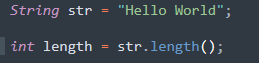 String str = "Hello World";
int length = str.length();